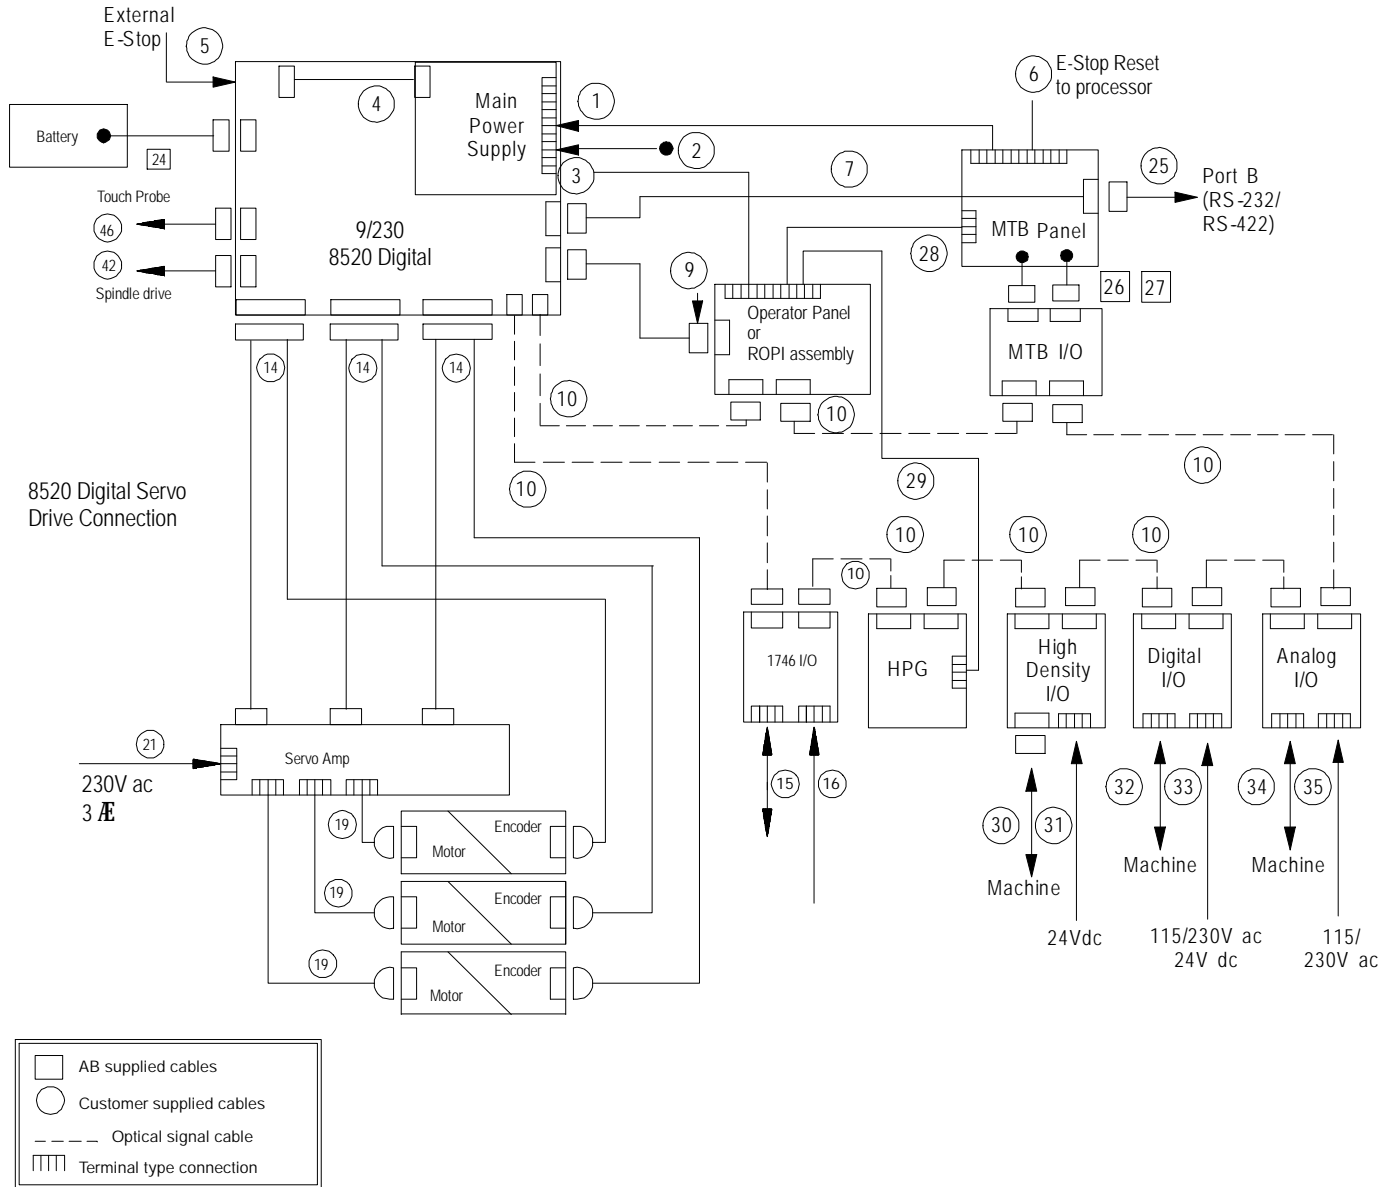 External
E-Stop
5
4
Main
Power
Supply
1
2
3
6
E-Stop Reset
to processor
Battery
24
Touch Probe
46
42
Spindle drive
9/230
8520 Digital
7
25
Port B
(RS-232/
RS-422)
MTB Panel
28
9
26
27
Operator Panel
or
ROPI assembly
MTB I/O
14
14
14
10
10
10
10
29
8520 Digital Servo
Drive Connection
10
10
10
10
1746 I/O
HPG
High
Density
I/O
Digital
I/O
Analog
I/O
21
230V ac
3 Æ
Servo Amp
15
16
30
31
32
33
34
35
Machine
Machine
Machine
24Vdc
115/230V ac
24V dc
115/
230V ac
19
Motor
Encoder
19
Motor
Encoder
19
Motor
Encoder
AB supplied cables
Customer supplied cables
Optical signal cable
Terminal type connection